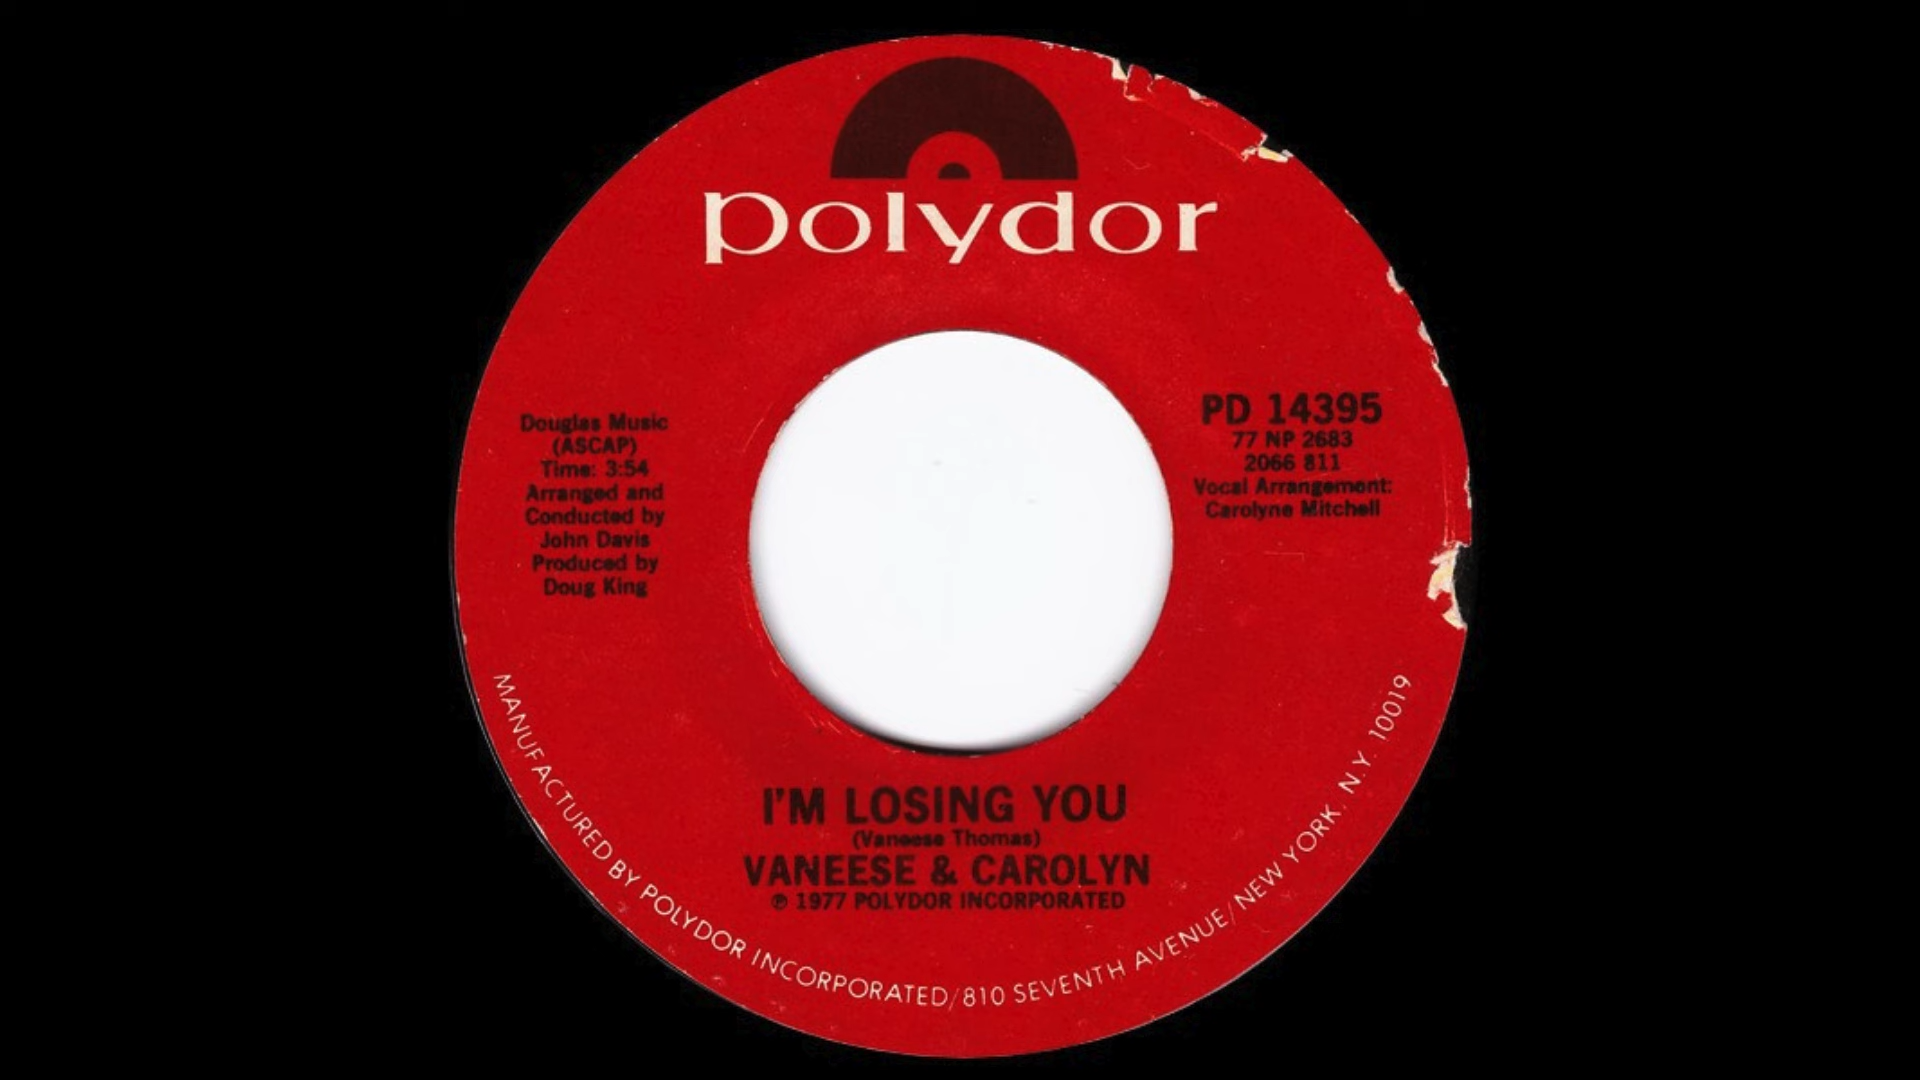 polydor
Douglas Music
(ASCAP)
Time: 3:54
Arranged and
Conducted by
John Davis
Produced by
Doug King
PD 14395
77 NP 2683
2066 811
Vocal Arrangement:
Carolyne Mitchell
I'M LOSING YOU
(Vaneese Thomas)
VANEESE & CAROLYN
℗ 1977 POLYDOR INCORPORATED
MANUFACTURED BY POLYDOR INCORPORATED/810 SEVENTH AVENUE/NEW YORK, N.Y. 10019